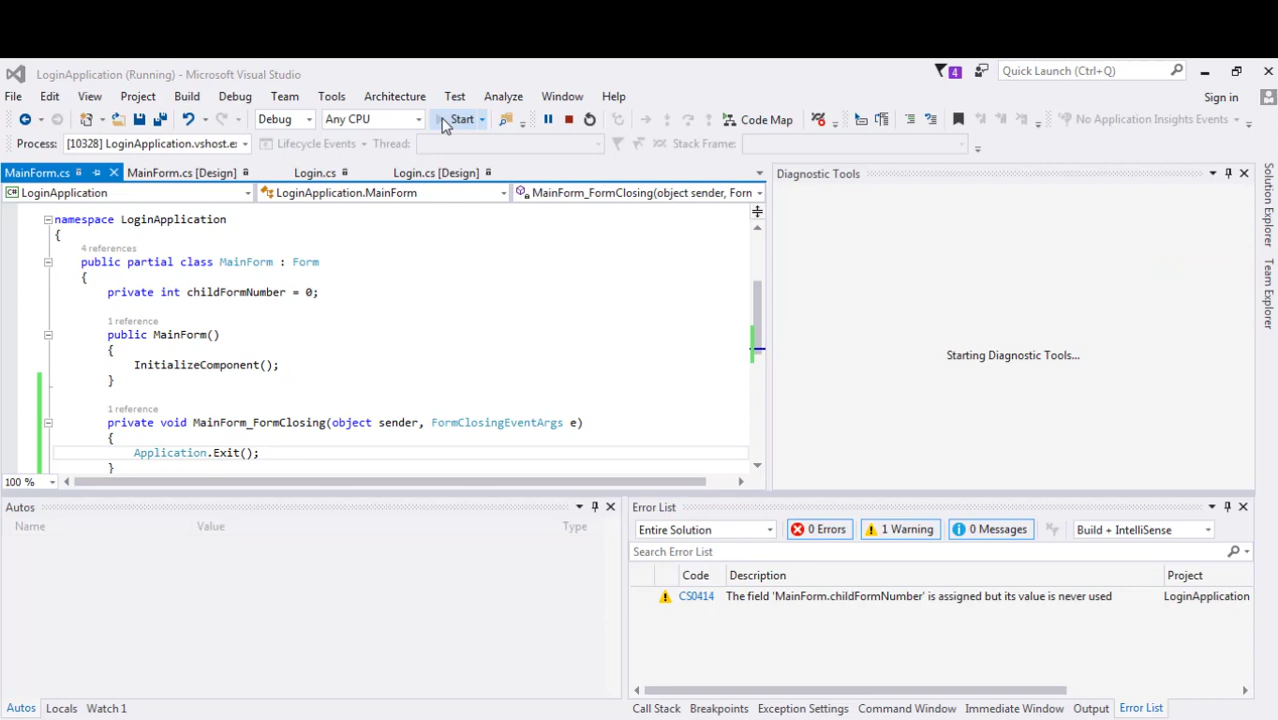 LoginApplication (Running) - Microsoft Visual Studio
4
Quick Launch (Ctrl+Q)
File Edit View Project Build Debug Team Tools Architecture Test Analyze Window Help
Sign in
Debug Any CPU Start Code Map No Application Insights Events
Process: [10328] LoginApplication.vshost.e Lifecycle Events Thread: Stack Frame:
MainForm.cs MainForm.cs [Design] Login.cs Login.cs [Design]
Diagnostic Tools
LoginApplication LoginApplication.MainForm MainForm_FormClosing(object sender, Forn
Solution Explorer
Team Explorer
namespace LoginApplication
{
4 references
public partial class MainForm : Form
{
private int childFormNumber = 0;
1 reference
public MainForm()
{
InitializeComponent();
}
1 reference
private void MainForm_FormClosing(object sender, FormClosingEventArgs e)
{
Application.Exit();
}
Starting Diagnostic Tools...
100 %
Autos
Name Value Type
Error List
Entire Solution 0 Errors 1 Warning 0 Messages Build + IntelliSense
Search Error List
Code Description Project
CS0414 The field 'MainForm.childFormNumber' is assigned but its value is never used LoginApplication
Autos Locals Watch 1
Call Stack Breakpoints Exception Settings Command Window Immediate Window Output Error List